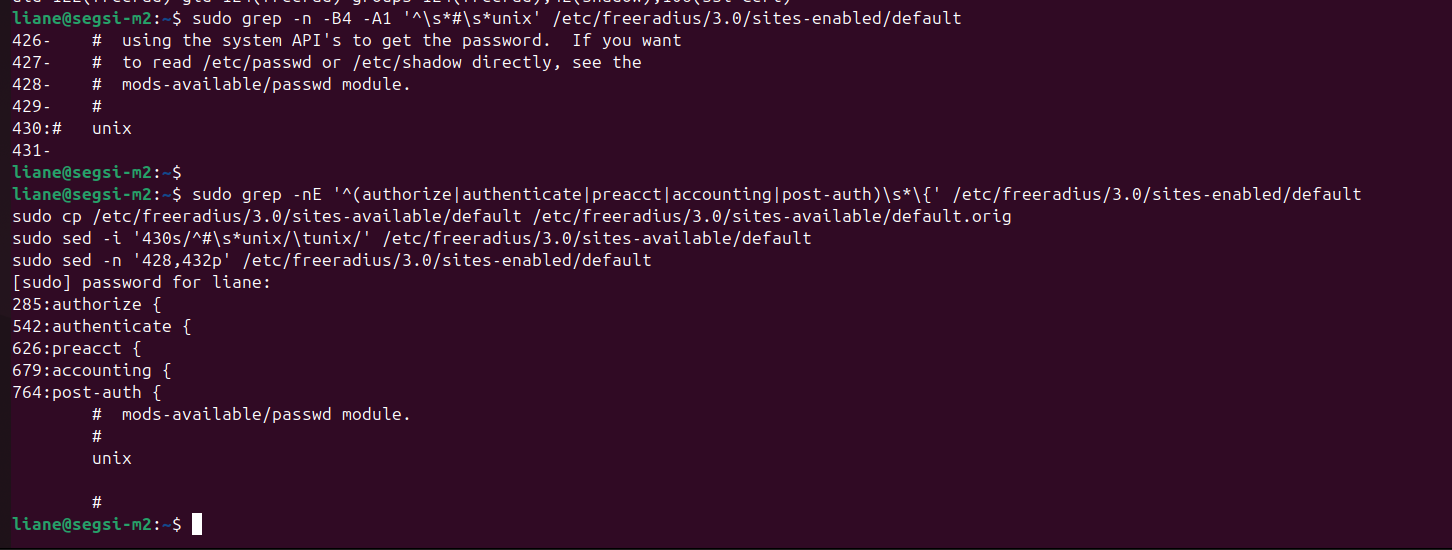 liane@segsi-m2:~$ sudo grep -n -B4 -A1 '^\s*#\s*unix' /etc/freeradius/3.0/sites-enabled/default
426-    #  using the system API's to get the password.  If you want
427-    #  to read /etc/passwd or /etc/shadow directly, see the
428-    #  mods-available/passwd module.
429-    #
430:#   unix
431-
liane@segsi-m2:~$
liane@segsi-m2:~$ sudo grep -nE '^(authorize|authenticate|preacct|accounting|post-auth)\s*\{' /etc/freeradius/3.0/sites-enabled/default
sudo cp /etc/freeradius/3.0/sites-available/default /etc/freeradius/3.0/sites-available/default.orig
sudo sed -i '430s/^#\s*unix/\tunix/' /etc/freeradius/3.0/sites-available/default
sudo sed -n '428,432p' /etc/freeradius/3.0/sites-enabled/default
[sudo] password for liane:
285:authorize {
542:authenticate {
626:preacct {
679:accounting {
764:post-auth {
        #  mods-available/passwd module.
        #
        unix
        #
liane@segsi-m2:~$